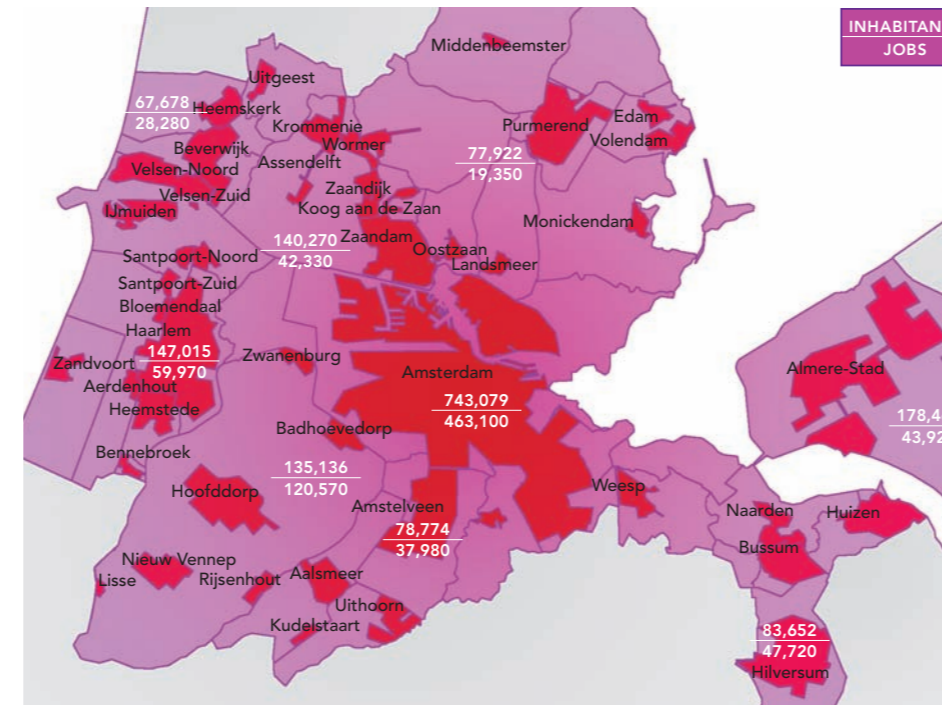 INHABITAN
JOBS
Middenbeemster
Uitgeest
67,678
28,280
Heemskerk
Krommenie
Wormer
Purmerend
Edam
Volendam
Beverwijk
Assendelft
77,922
19,350
Velsen-Noord
Velsen-Zuid
Zaandijk
IJmuiden
Koog aan de Zaan
Monickendam
140,270
42,330
Zaandam
Oostzaan
Landsmeer
Santpoort-Noord
Santpoort-Zuid
Bloemendaal
Haarlem
147,015
59,970
Zandvoort
Zwanenburg
Aerdenhout
Heemstede
Amsterdam
743,079
463,100
Almere-Stad
178,4
43,92
Badhoevedorp
Bennebroek
135,136
120,570
Hoofddorp
Amstelveen
78,774
37,980
Weesp
Naarden
Huizen
Bussum
Nieuw Vennep
Lisse
Rijsenhout
Aalsmeer
Uithoorn
Kudelstaart
83,652
47,720
Hilversum